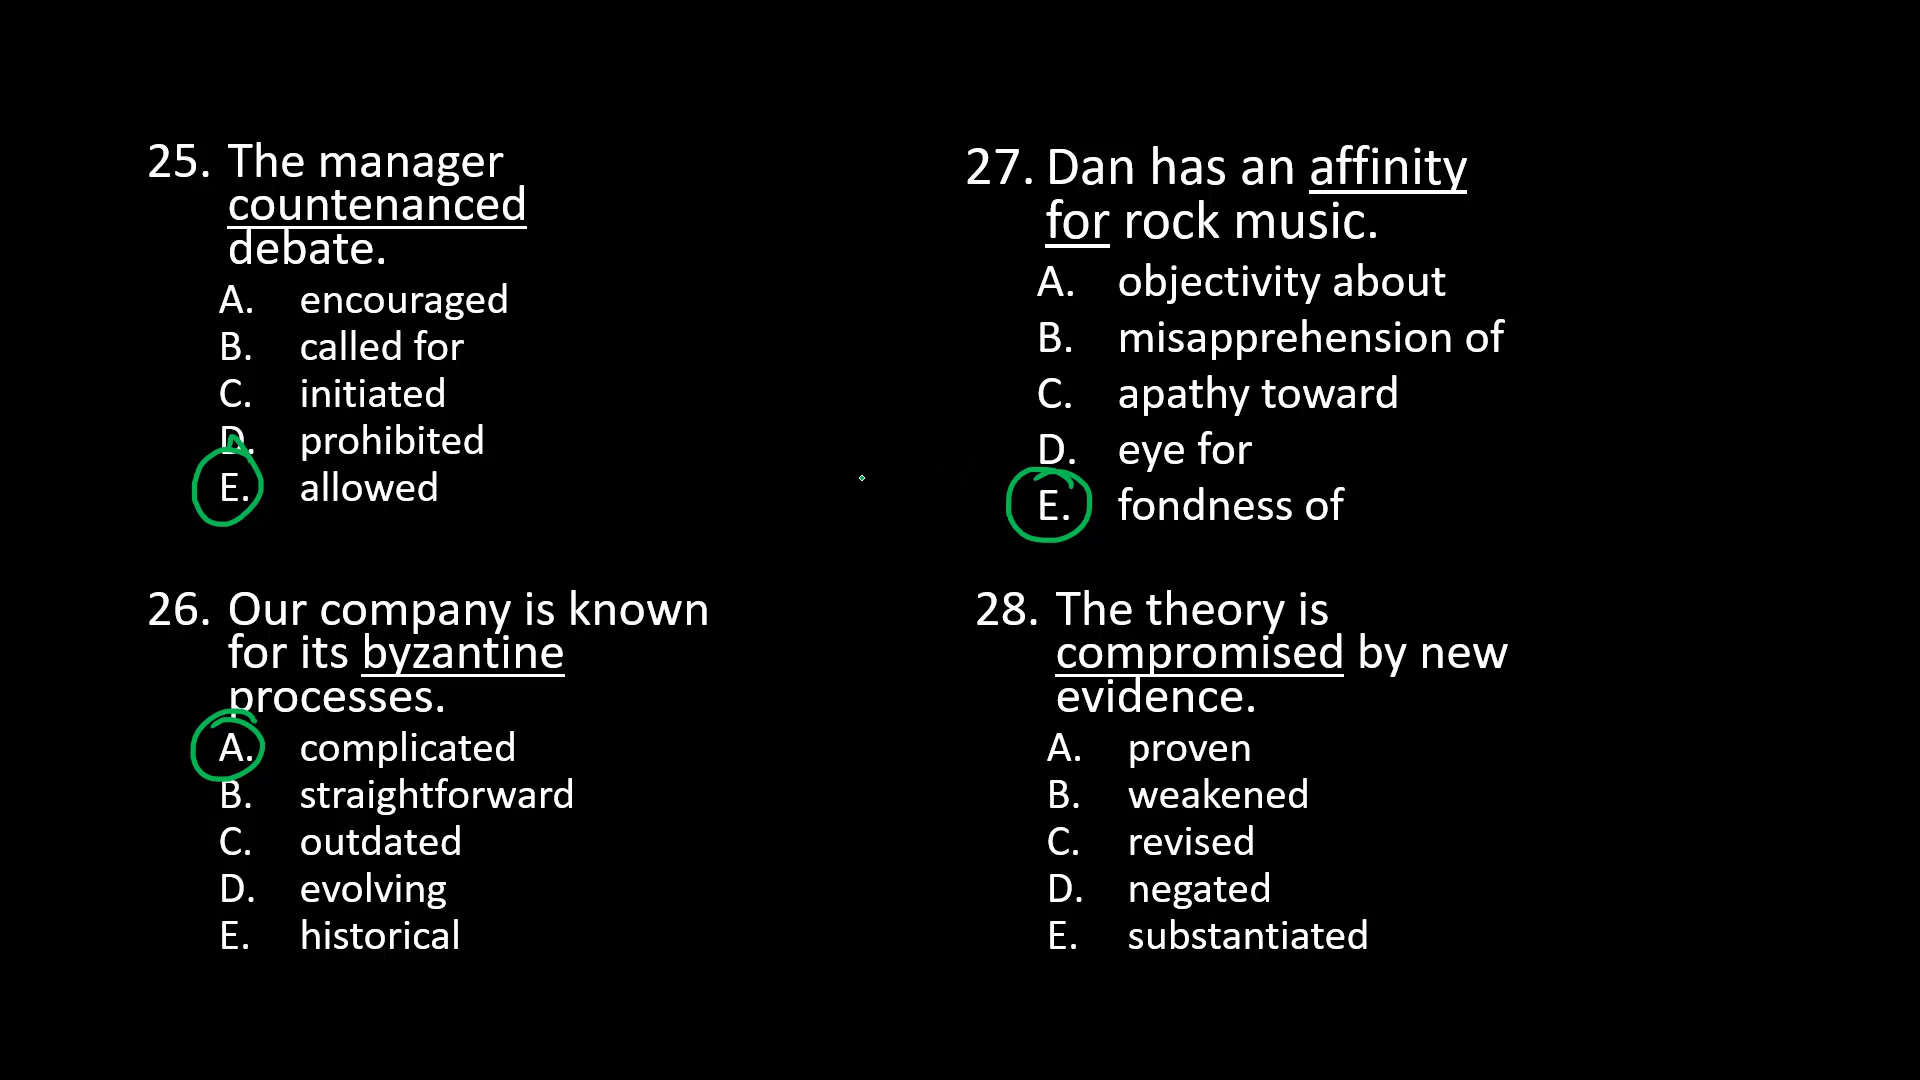 25. The manager
countenanced
debate.
A. encouraged
B. called for
C. initiated
D. prohibited
E. allowed
26. Our company is known
for its byzantine
processes.
A. complicated
B. straightforward
C. outdated
D. evolving
E. historical
27. Dan has an affinity
for rock music.
A. objectivity about
B. misapprehension of
C. apathy toward
D. eye for
E. fondness of
28. The theory is
compromised by new
evidence.
A. proven
B. weakened
C. revised
D. negated
E. substantiated